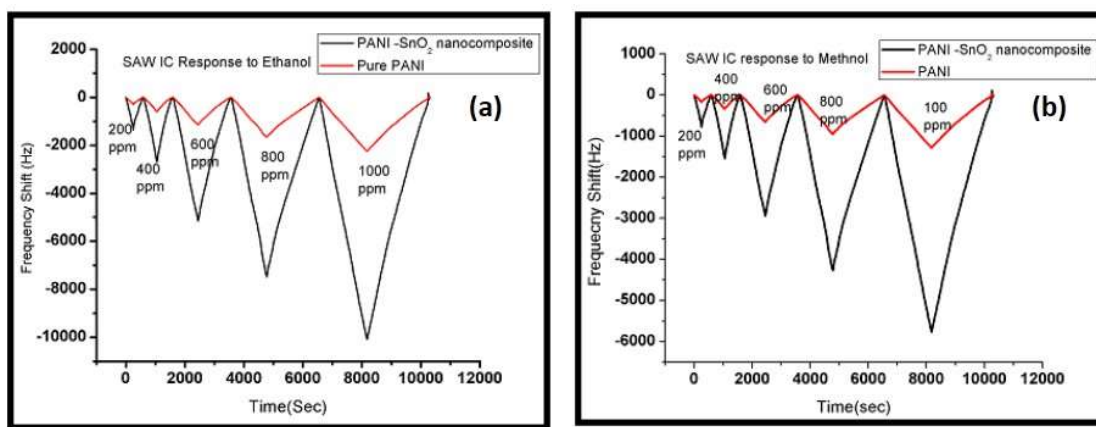 SAW IC Response to Ethanol
PANI -SnO₂ nanocomposite
Pure PANI
(a)
2000
0
-2000
-4000
-6000
-8000
-10000
Frequency Shift (Hz)
200
ppm
400
ppm
600
ppm
800
ppm
1000
ppm
0
2000
4000
6000
8000
10000
12000
Time(Sec)
SAW IC response to Methnol
PANI -SnO₂ nanocomposite
PANI
(b)
1000
0
-1000
-2000
-3000
-4000
-5000
-6000
Frequecny Shift(Hz)
200
ppm
400
ppm
600
ppm
800
ppm
100
ppm
0
2000
4000
6000
8000
10000
12000
Time(sec)